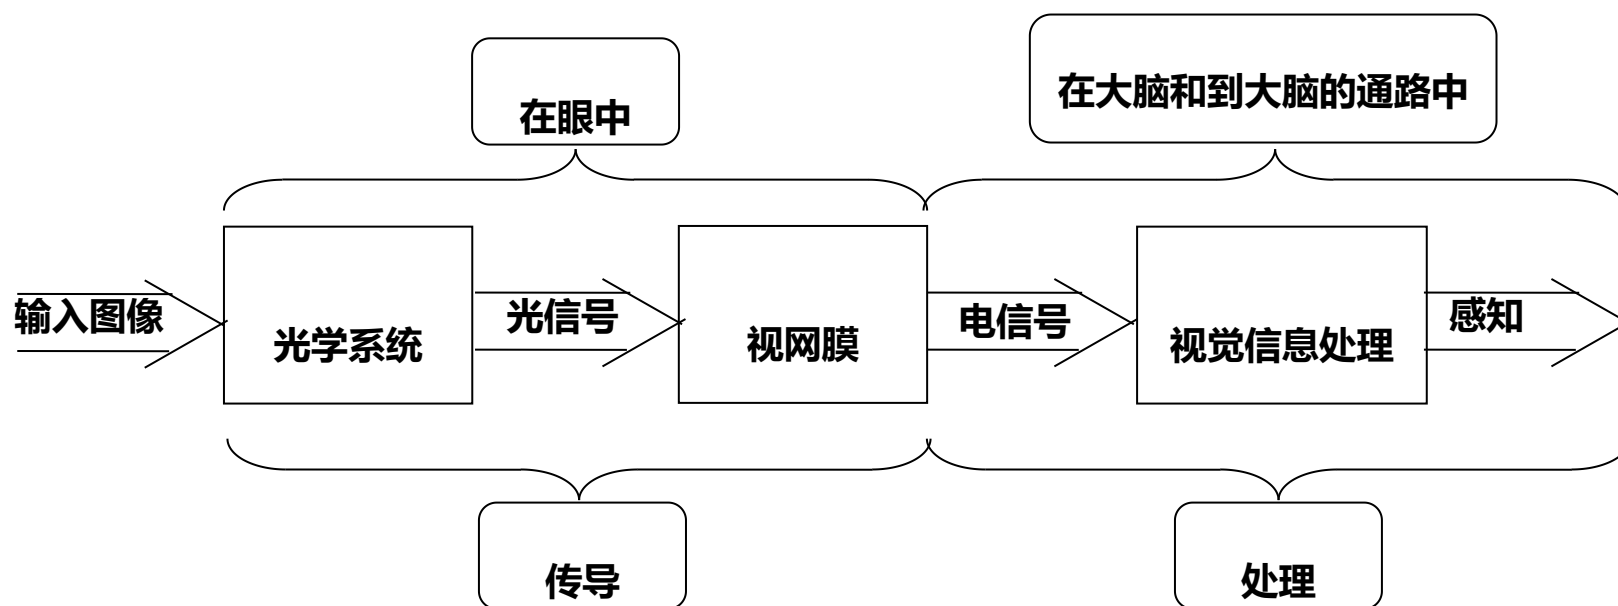 在眼中
在大脑和到大脑的通路中
输入图像
光学系统
光信号
视网膜
电信号
视觉信息处理
感知
传导
处理